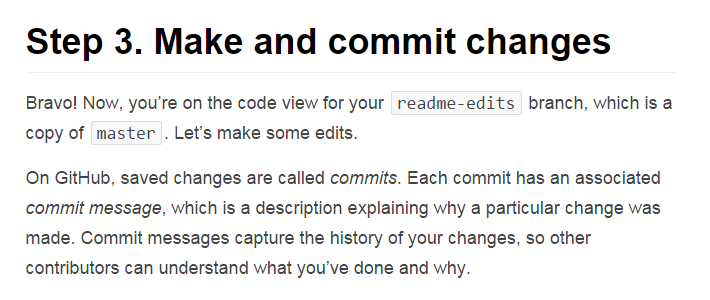 Step 3. Make and commit changes
Bravo! Now, you’re on the code view for your readme-edits branch, which is a
copy of master. Let’s make some edits.
On GitHub, saved changes are called commits. Each commit has an associated
commit message, which is a description explaining why a particular change was
made. Commit messages capture the history of your changes, so other
contributors can understand what you’ve done and why.